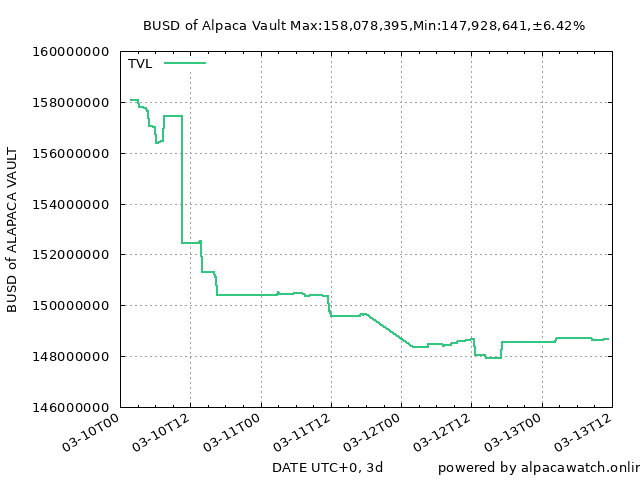 BUSD of Alpaca Vault Max:158,078,395,Min:147,928,641,±6.42%
160000000
TVL
158000000
156000000
154000000
152000000
150000000
148000000
146000000
BUSD of ALAPACA VAULT
03-10T00
03-10T12
03-11T00
03-11T12
03-12T00
03-12T12
03-13T00
03-13T12
DATE UTC+0, 3d
powered by alpacawatch.onlin